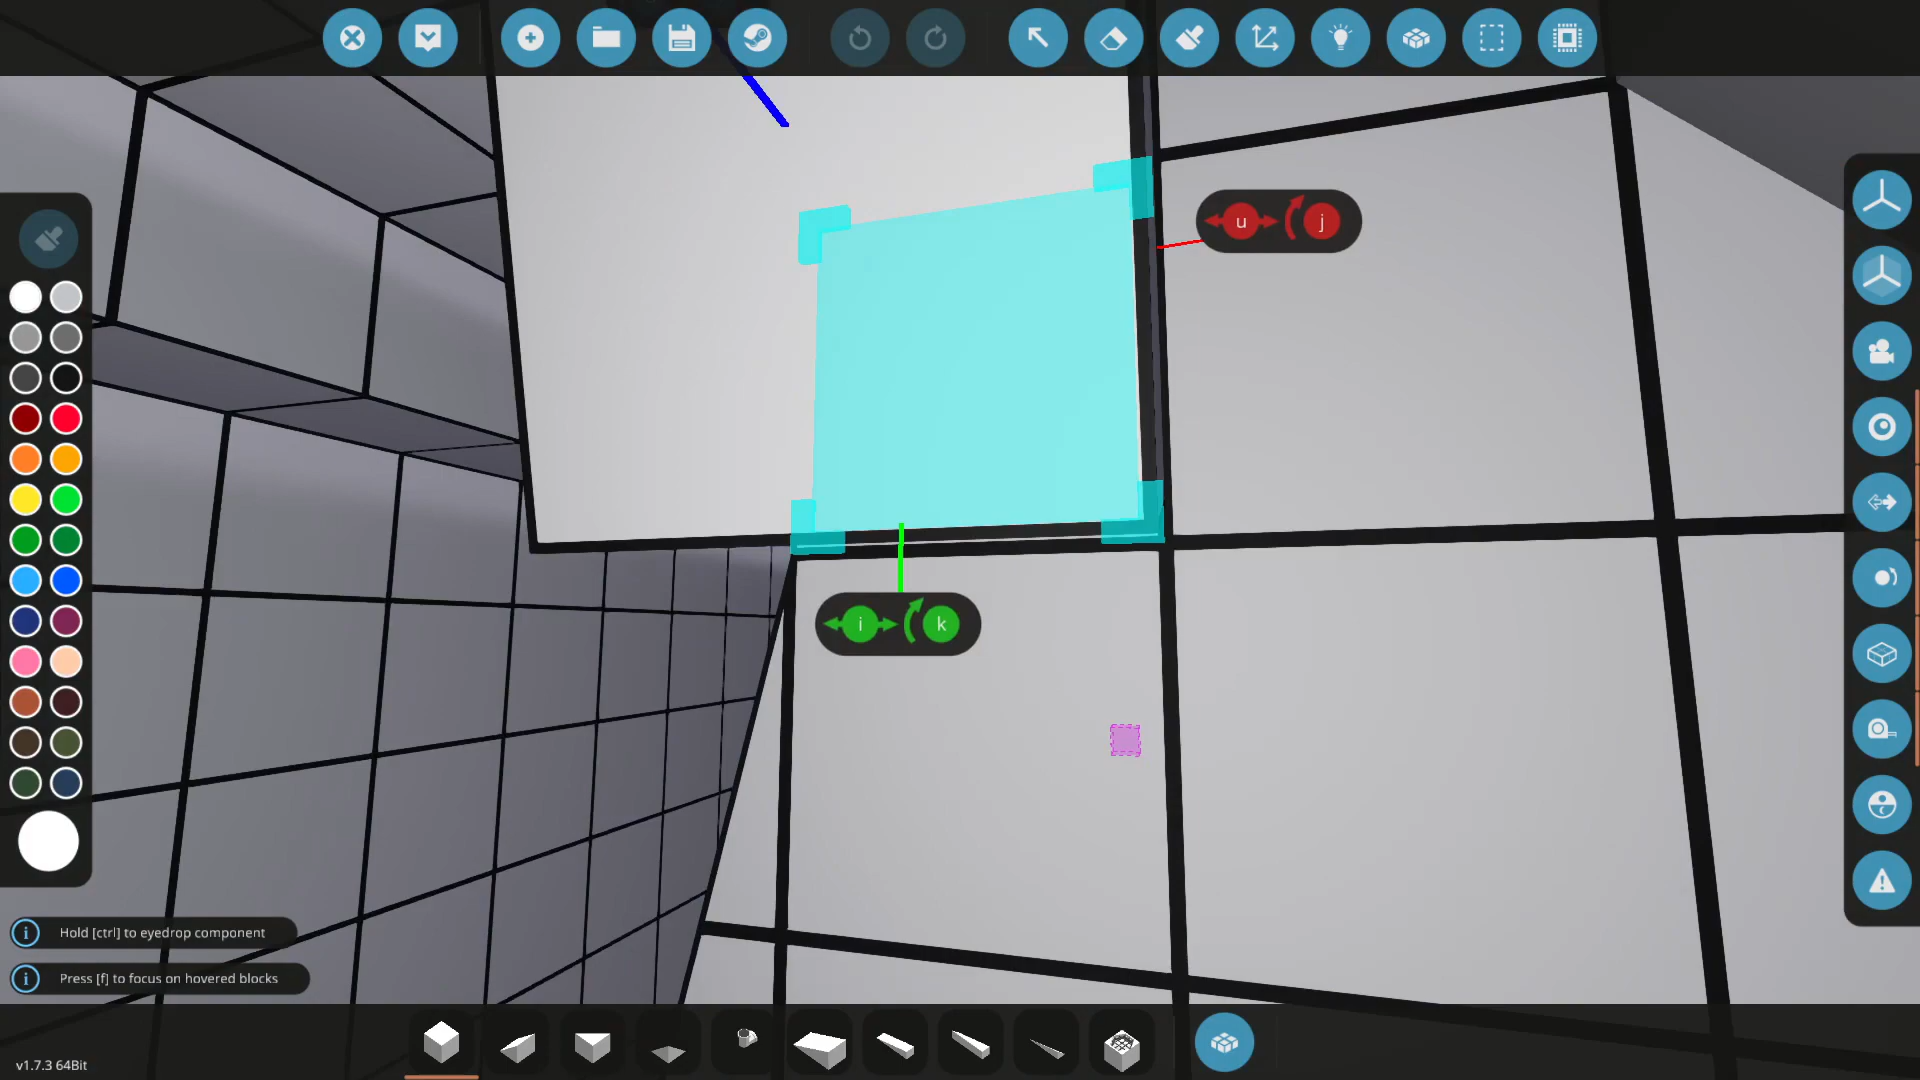 u j
i k
Hold [ctrl] to eyedrop component
Press [f] to focus on hovered blocks
v1.7.3 64Bit